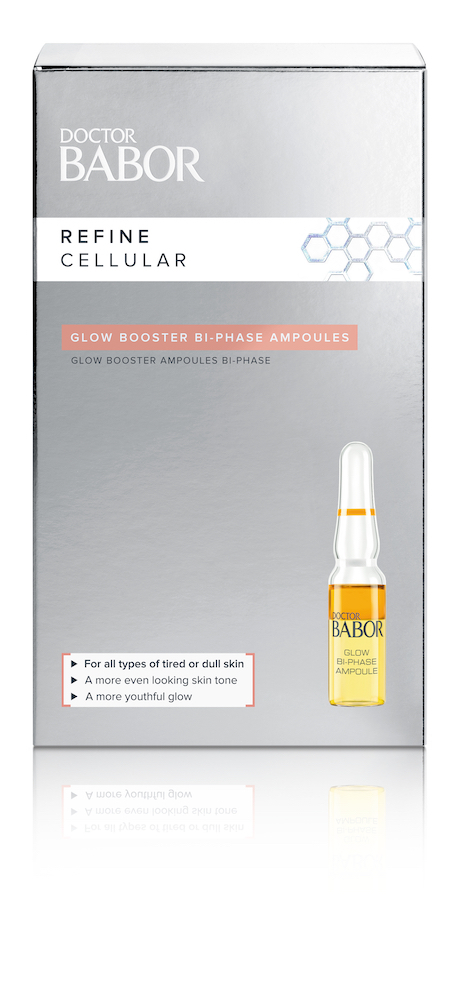 DOCTOR
BABOR
REFINE
CELLULAR
GLOW BOOSTER BI-PHASE AMPOULES
GLOW BOOSTER AMPOULES BI-PHASE
DOCTOR
BABOR
GLOW
BI-PHASE
AMPOULE
▶ For all types of tired or dull skin
▶ A more even looking skin tone
▶ A more youthful glow